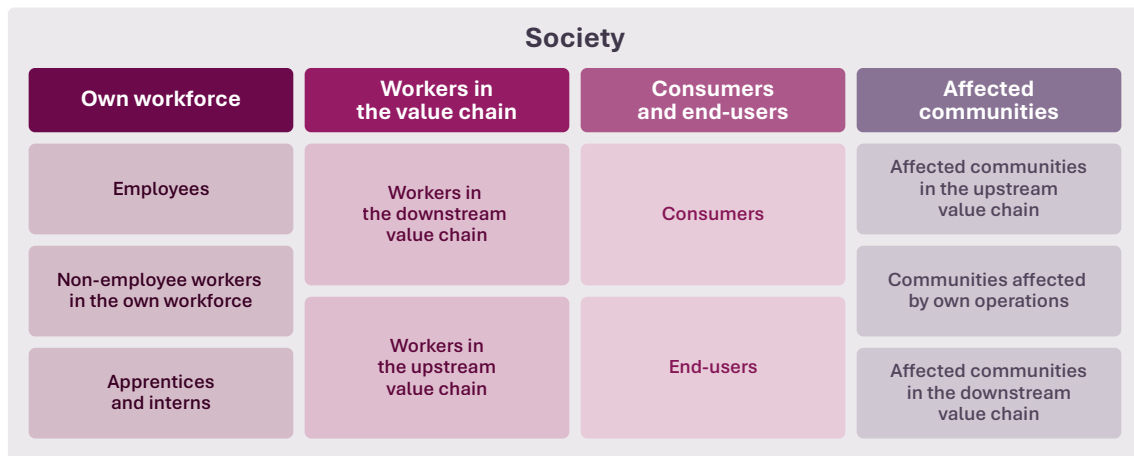 Society
Own workforce
Employees
Non-employee workers
in the own workforce
Apprentices
and interns
Workers in
the value chain
Workers in
the downstream
value chain
Workers in
the upstream
value chain
Consumers
and end-users
Consumers
End-users
Affected
communities
Affected communities
in the upstream
value chain
Communities affected
by own operations
Affected communities
in the downstream
value chain